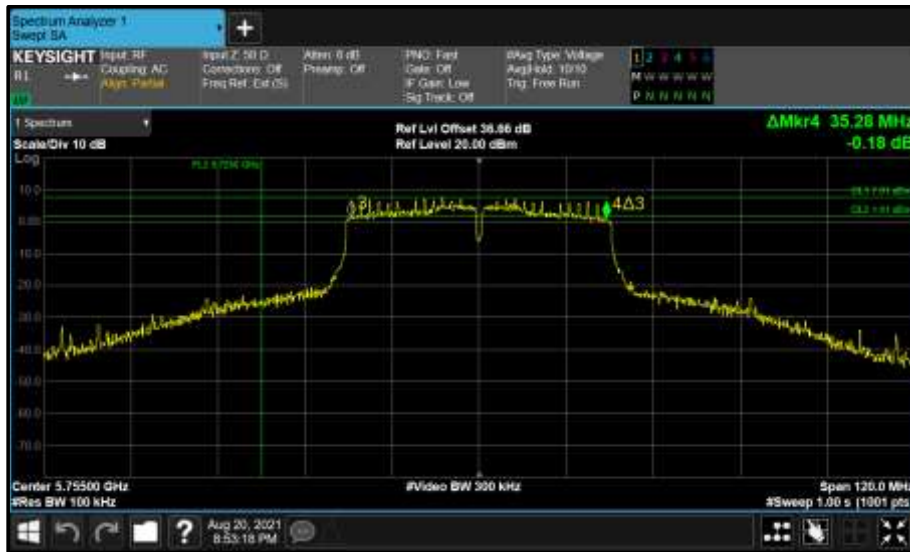 Spectrum Analyzer 1
Swept SA
+
KEYSIGHT Input: RF
Coupling: AC
Align: Partial
Input Z: 50 Ω
Corrections: Off
Freq Ref: Ext (S)
Atten: 6 dB
Preamp: Off
PNO: Fast
Gate: Off
IF Gain: Low
Sig Track: Off
#Avg Type: Voltage
Avg|Hold: 10/10
Trig: Free Run
1 2 3 4 5 6
M W W W W W W
P N N N N N N
1 Spectrum
Scale/Div 10 dB
Log
Ref Lvl Offset 36.66 dB
Ref Level 20.00 dBm
ΔMkr4 35.28 MHz
-0.18 dB
10.0
0.00
-10.0
-20.0
-30.0
-40.0
-50.0
-60.0
-70.0
4Δ3
Center 5.75500 GHz
#Res BW 100 kHz
#Video BW 300 kHz
Span 120.0 MHz
#Sweep 1.00 s (1001 pts
?
Aug 20, 2021
8:53:18 PM